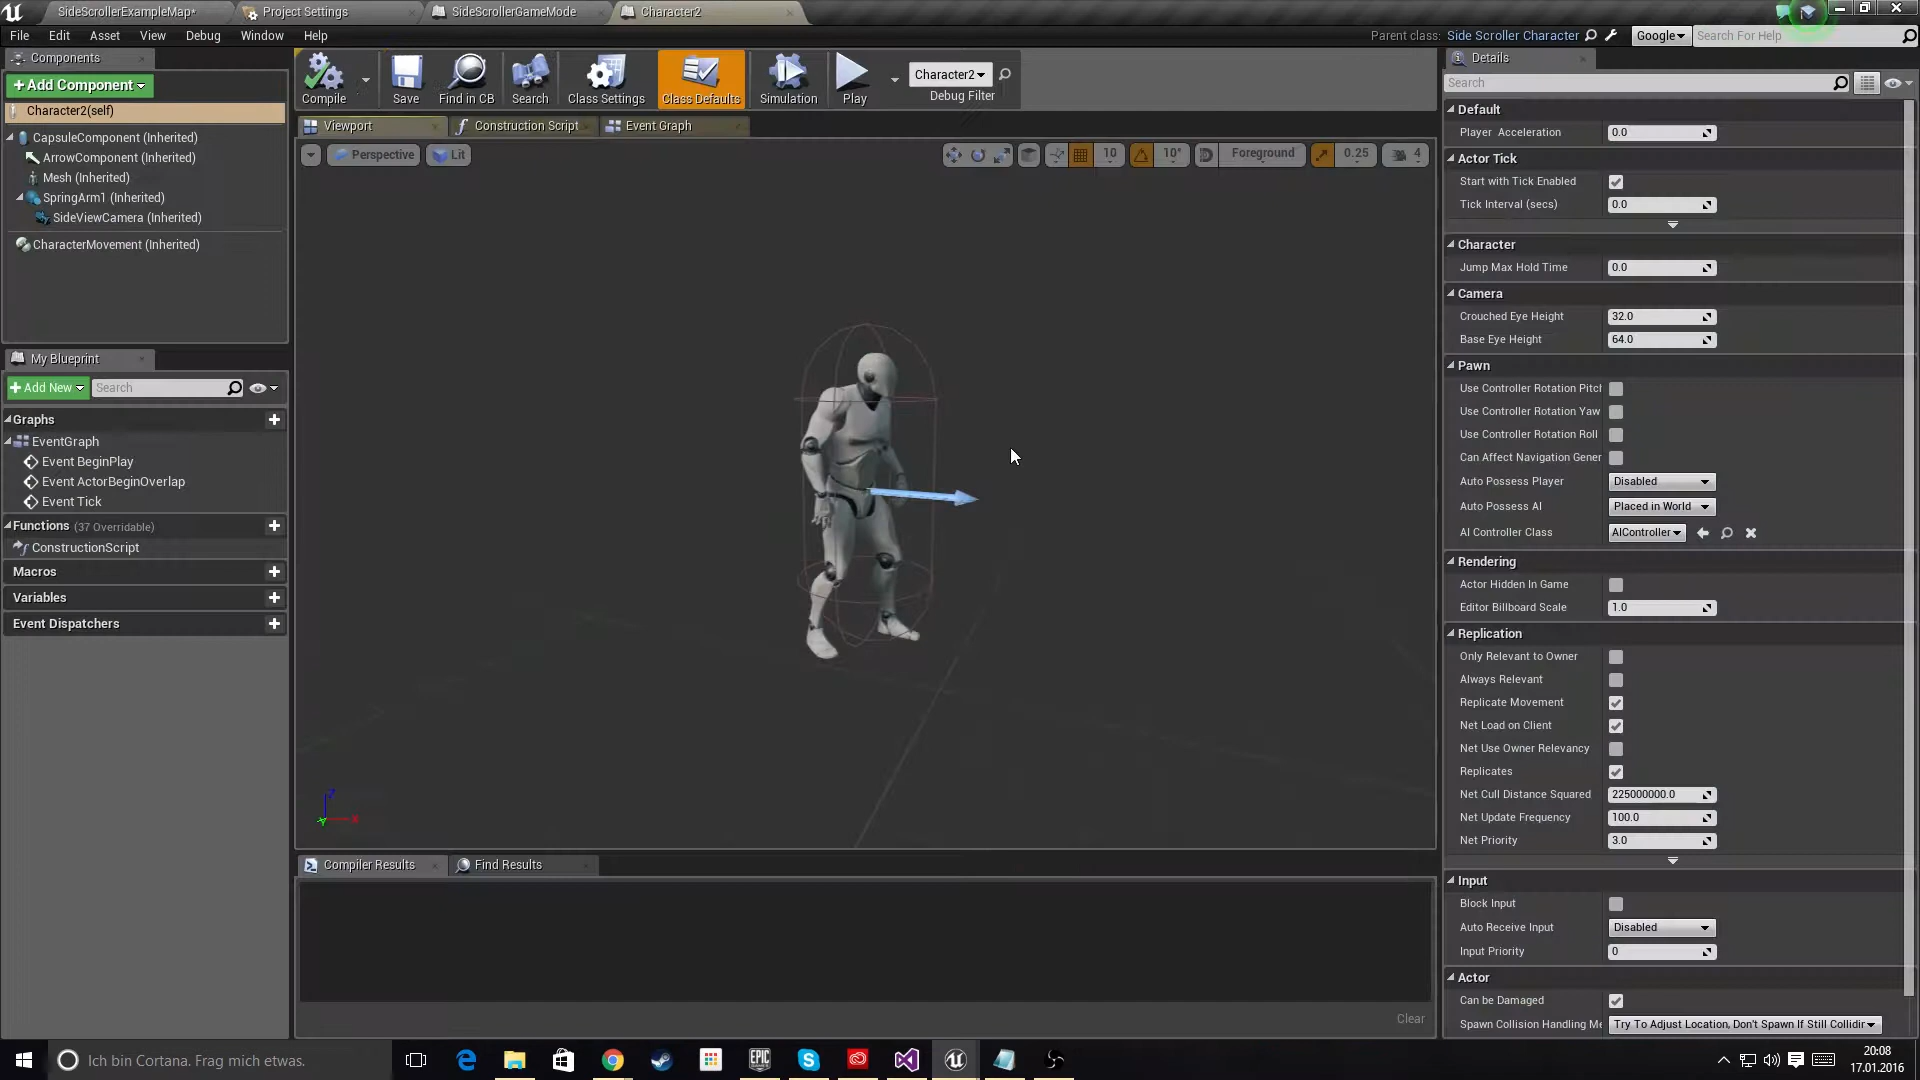 SideScrollerExampleMap*
Project Settings
SideScrollerGameMode
Character2
File Edit Asset View Debug Window Help
Parent class: Side Scroller Character
Google
Search For Help
Components
+Add Component
Character2(self)
CapsuleComponent (Inherited)
ArrowComponent (Inherited)
Mesh (Inherited)
SpringArm1 (Inherited)
SideViewCamera (Inherited)
CharacterMovement (Inherited)
My Blueprint
+Add New
Search
Graphs
EventGraph
Event BeginPlay
Event ActorBeginOverlap
Event Tick
Functions (37 Overridable)
ConstructionScript
Macros
Variables
Event Dispatchers
Compile
Save
Find in CB
Search
Class Settings
Class Defaults
Simulation
Play
Character2
Debug Filter
Viewport
Construction Script
Event Graph
Perspective
Lit
10
10°
Foreground
0.25
4
Z
X
Y
Compiler Results
Find Results
Clear
Details
Search
Default
Player Acceleration 0.0
Actor Tick
Start with Tick Enabled
Tick Interval (secs) 0.0
Character
Jump Max Hold Time 0.0
Camera
Crouched Eye Height 32.0
Base Eye Height 64.0
Pawn
Use Controller Rotation Pitch
Use Controller Rotation Yaw
Use Controller Rotation Roll
Can Affect Navigation Gener
Auto Possess Player Disabled
Auto Possess AI Placed in World
AI Controller Class AIController
Rendering
Actor Hidden In Game
Editor Billboard Scale 1.0
Replication
Only Relevant to Owner
Always Relevant
Replicate Movement
Net Load on Client
Net Use Owner Relevancy
Replicates
Net Cull Distance Squared 225000000.0
Net Update Frequency 100.0
Net Priority 3.0
Input
Block Input
Auto Receive Input Disabled
Input Priority 0
Actor
Can be Damaged
Spawn Collision Handling Me Try To Adjust Location, Don't Spawn If Still Collidir
Ich bin Cortana. Frag mich etwas.
EPIC
20:08
17.01.2016